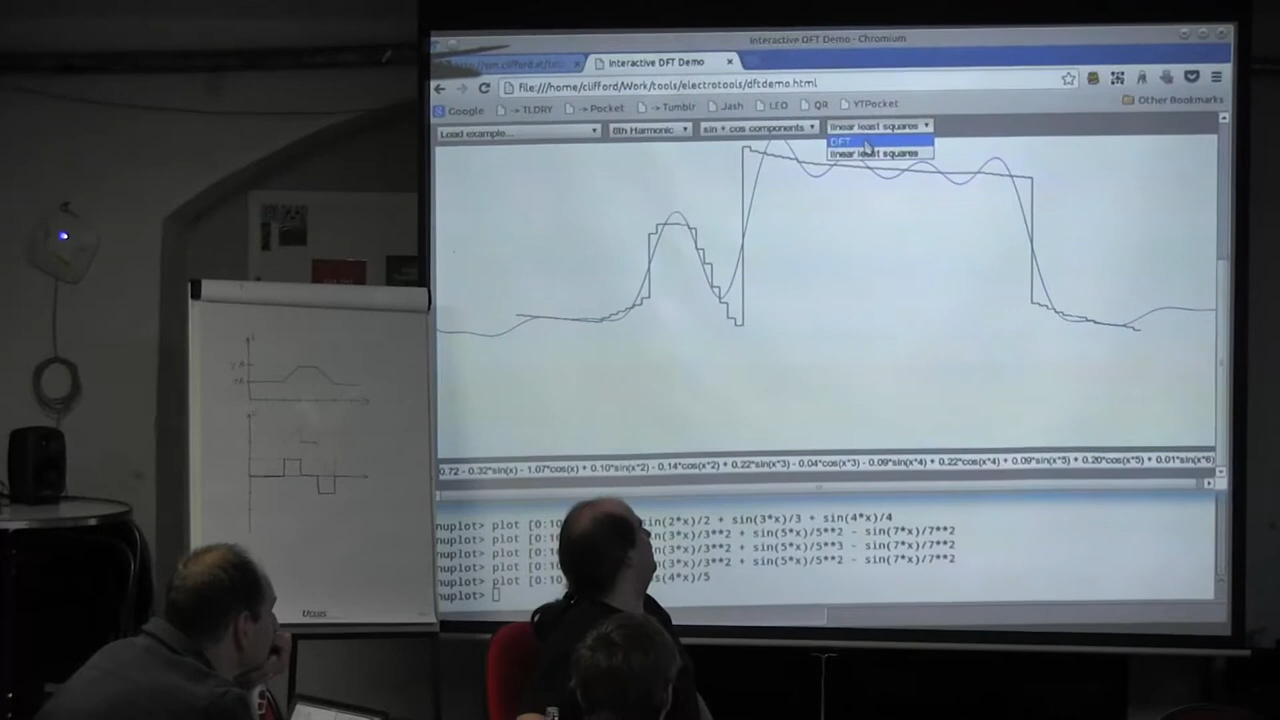 Interactive DFT Demo - Chromium
Interactive DFT Demo
file:///home/clifford/Work/tools/electrotools/dftdemo.html
Google -> TLDRY -> Pocket -> Tumblr Jash LEO QR YTPocket Other Bookmarks
Load example... 8th Harmonic sin + cos components linear least squares
DFT
linear least squares
0.72 - 0.32*sin(x) - 1.07*cos(x) + 0.10*sin(x*2) - 0.14*cos(x*2) + 0.22*sin(x*3) - 0.04*cos(x*3) - 0.09*sin(x*4) + 0.22*cos(x*4) + 0.09*sin(x*5) + 0.20*cos(x*5) + 0.01*sin(x*6)
nuplot> plot [0:10 sin(2*x)/2 + sin(3*x)/3 + sin(4*x)/4
nuplot> plot [0:10 sin(3*x)/3**2 + sin(5*x)/5**2 - sin(7*x)/7**2
nuplot> plot [0:10 sin(3*x)/3**2 + sin(5*x)/5**3 - sin(7*x)/7**2
nuplot> plot [0:10 sin(3*x)/3**2 + sin(5*x)/5**2 - sin(7*x)/7**2
nuplot> plot [0:10 s(4*x)/5
nuplot>